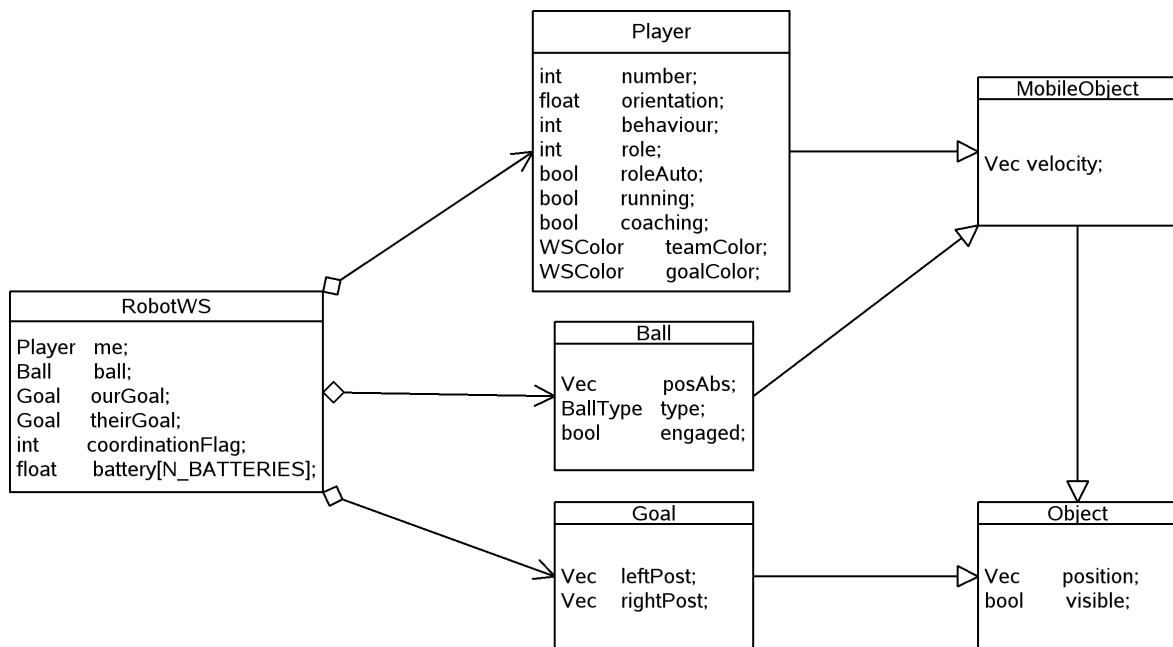 Player
int number;
float orientation;
int behaviour;
int role;
bool roleAuto;
bool running;
bool coaching;
WSColor teamColor;
WSColor goalColor;
MobileObject
Vec velocity;
RobotWS
Player me;
Ball ball;
Goal ourGoal;
Goal theirGoal;
int coordinationFlag;
float battery[N_BATTERIES];
Ball
Vec posAbs;
BallType type;
bool engaged;
Goal
Vec leftPost;
Vec rightPost;
Object
Vec position;
bool visible;